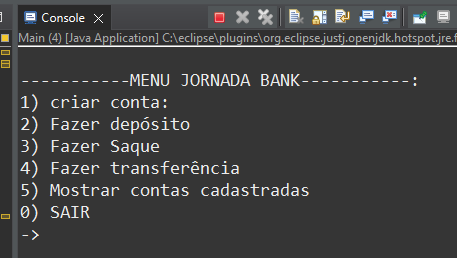 Console
Main (4) [Java Application] C:\eclipse\plugins\org.eclipse.justj.openjdk.hotspot.jre.f
-----------MENU JORNADA BANK-----------:
1) criar conta:
2) Fazer depósito
3) Fazer Saque
4) Fazer transferência
5) Mostrar contas cadastradas
0) SAIR
->